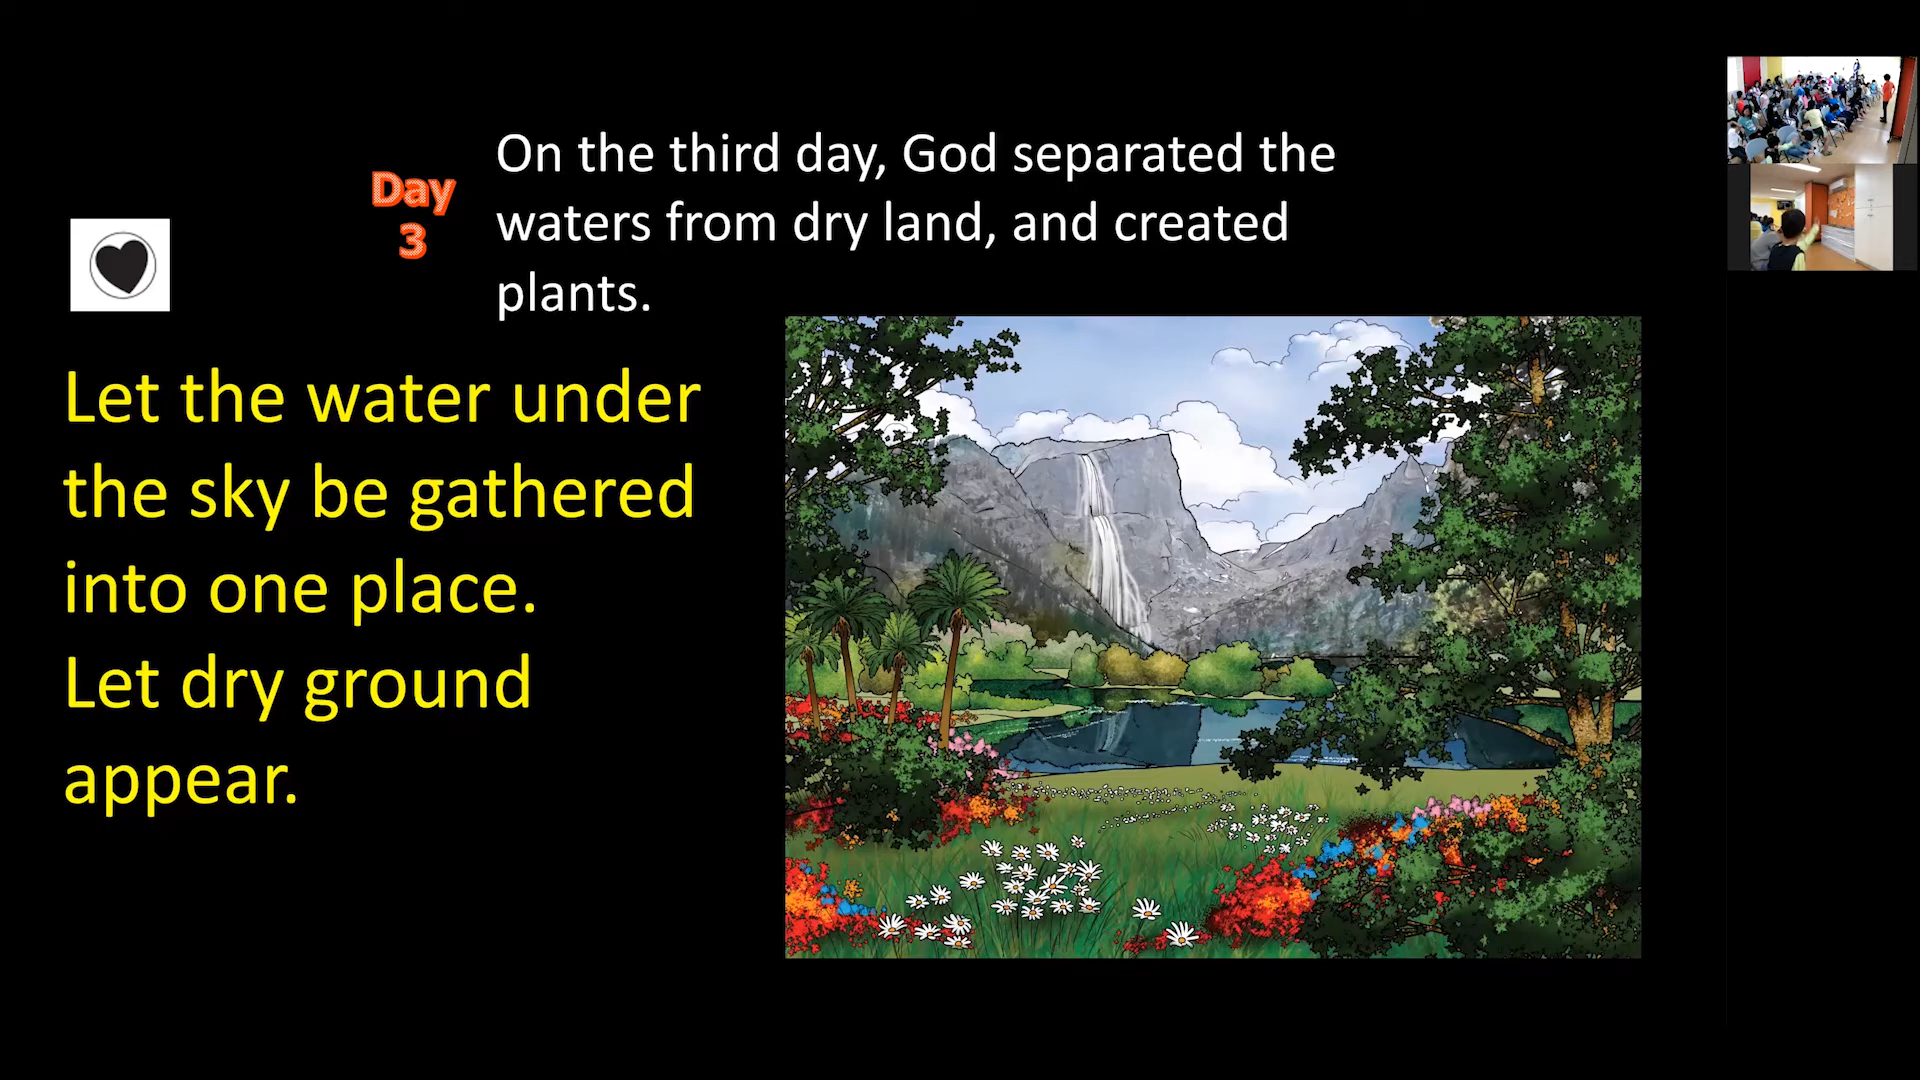 Day
3
On the third day, God separated the
waters from dry land, and created
plants.
Let the water under
the sky be gathered
into one place.
Let dry ground
appear.